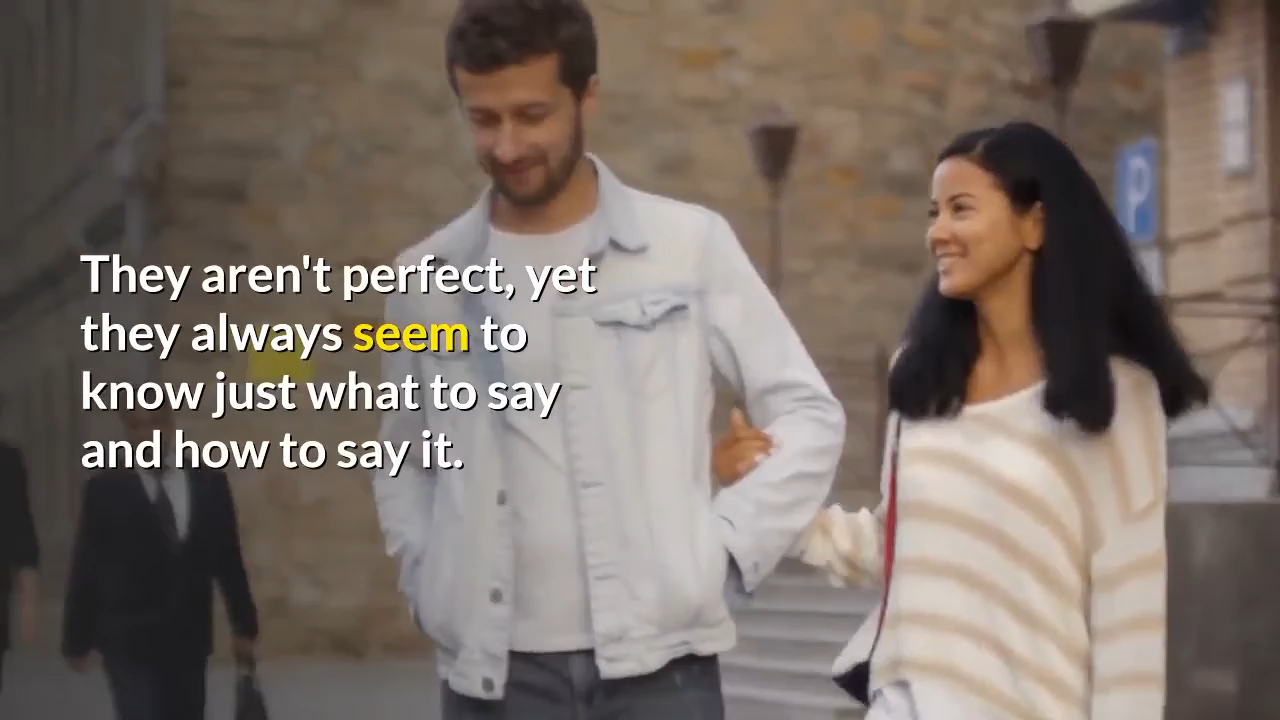 They aren't perfect, yet
they always seem to
know just what to say
and how to say it.
P